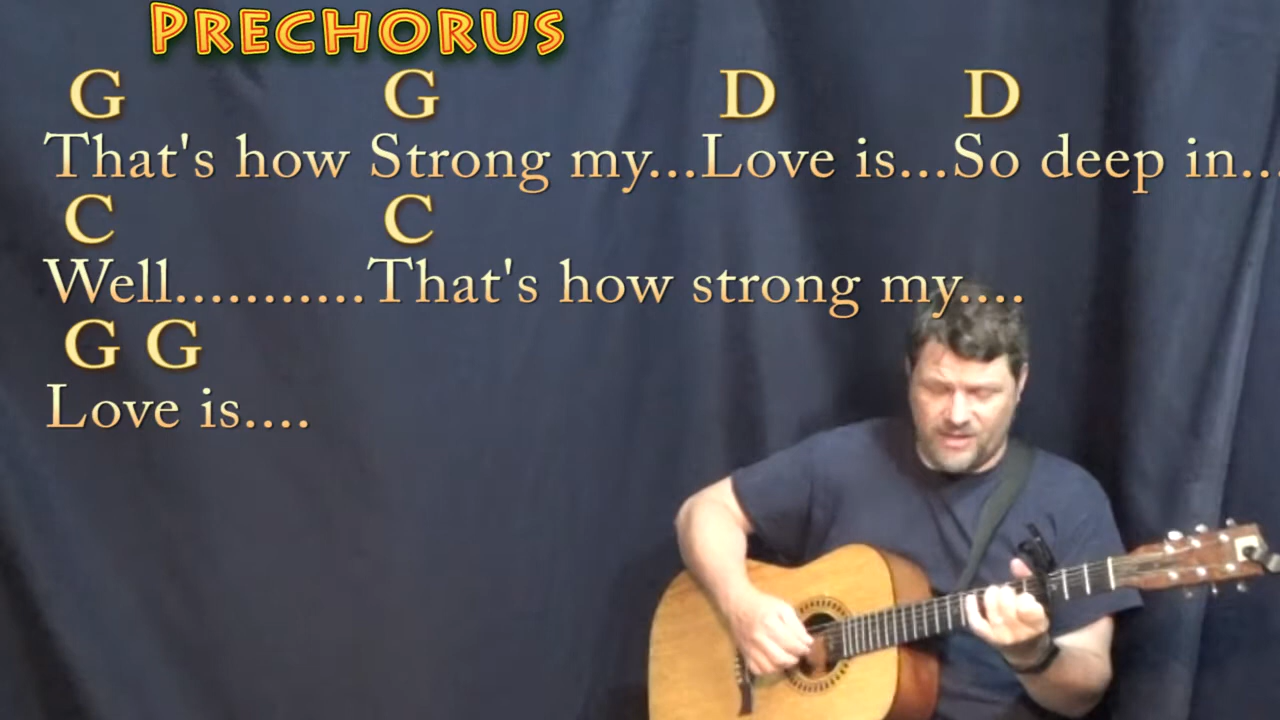 PRECHORUS
G G D D
That's how Strong my...Love is...So deep in...
C C
Well...........That's how strong my....
G G
Love is....